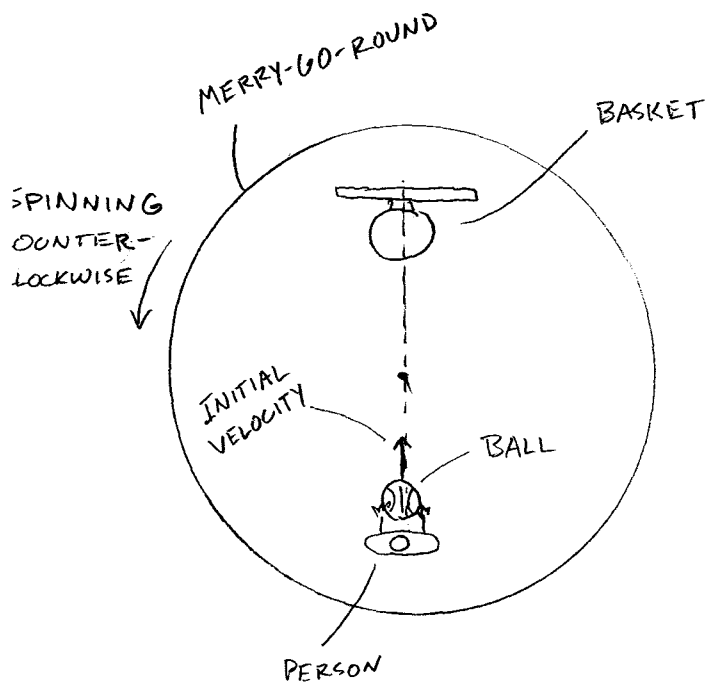 MERRY-GO-ROUND
BASKET
SPINNING
OUNTER-
LOCKWISE
INITIAL
VELOCITY
BALL
PERSON